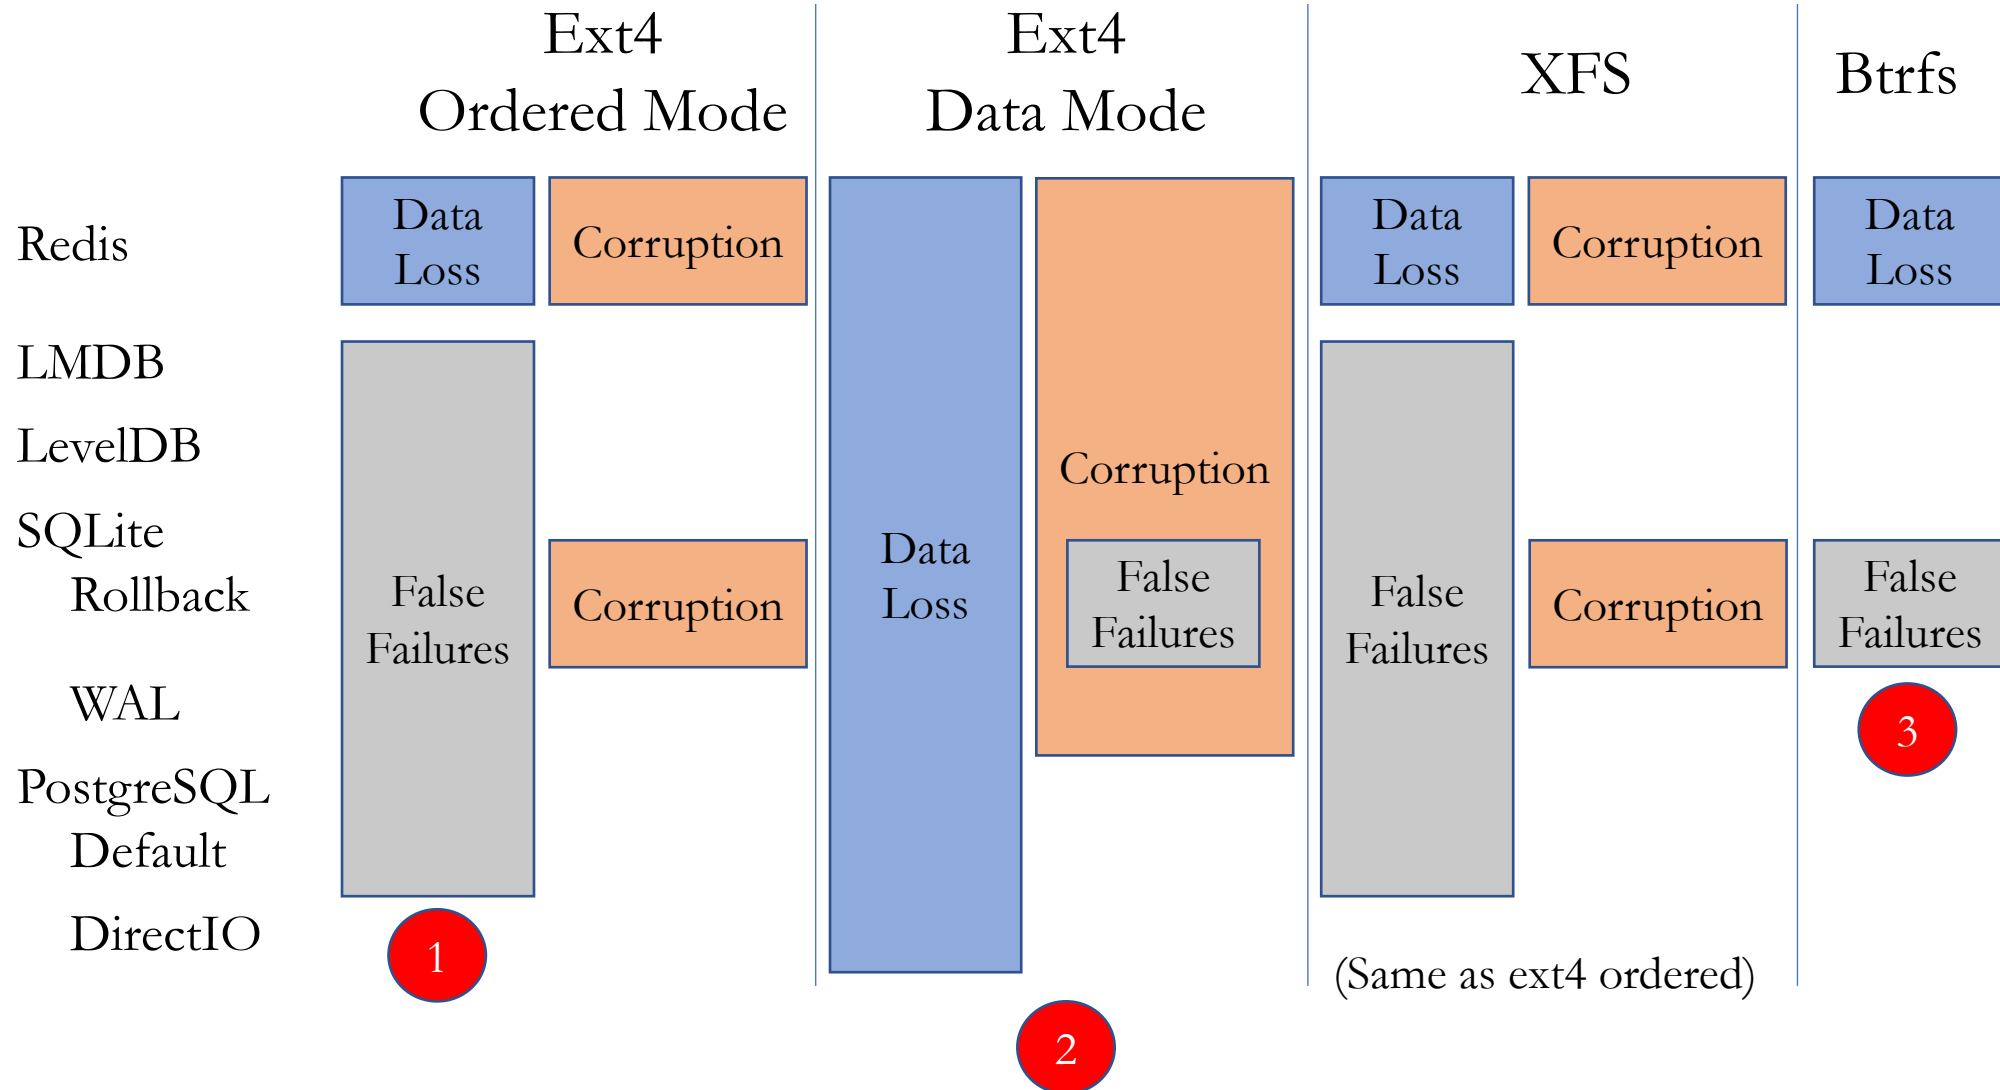 Ext4
Ordered Mode
Ext4
Data Mode
XFS
Btrfs
Redis
Data
Loss
Corruption
Data
Loss
Corruption
Data
Loss
LMDB
LevelDB
SQLite
Rollback
WAL
PostgreSQL
Default
DirectIO
False
Failures
Corruption
Data
Loss
Corruption
False
Failures
False
Failures
Corruption
False
Failures
1
2
3
(Same as ext4 ordered)